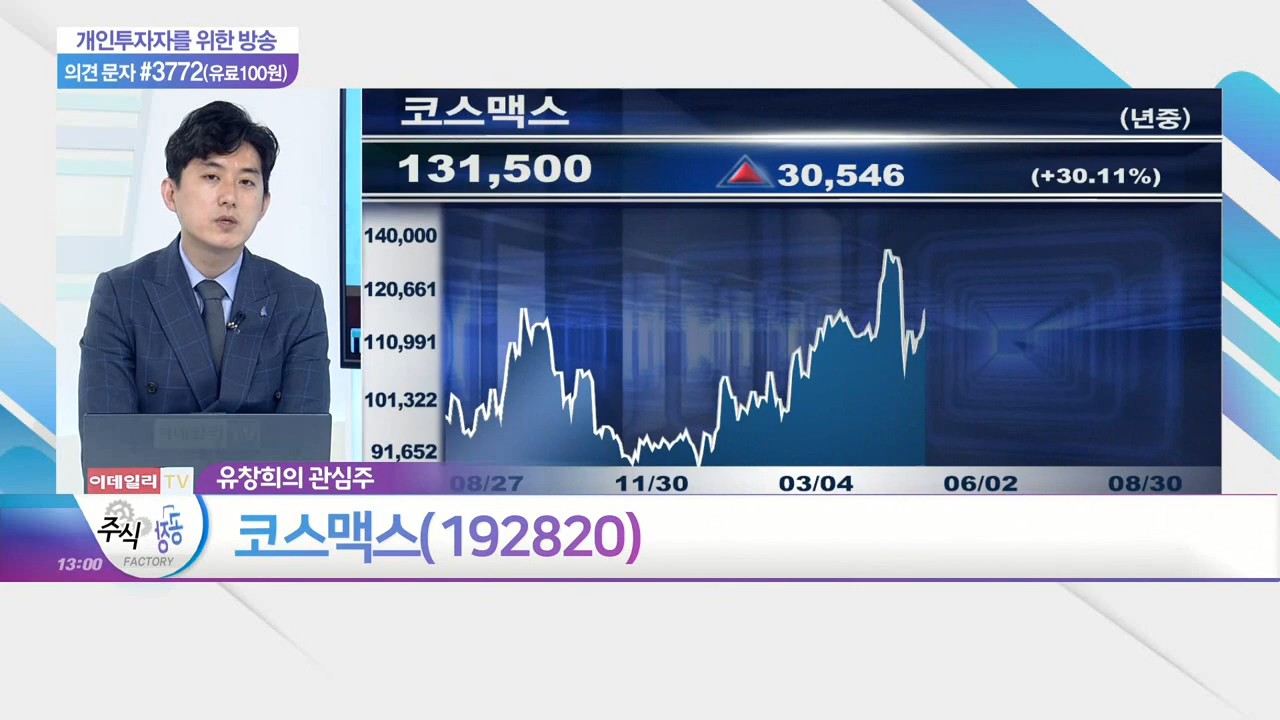 개인투자자를 위한 방송
의견 문자 #3772(유료100원)
코스맥스
(년중)
131,500
30,546
(+30.11%)
140,000
120,661
110,991
101,322
91,652
08/27
11/30
03/04
06/02
08/30
이데일리 TV
유창희의 관심주
주식
공장
FACTORY
13:00
코스맥스(192820)